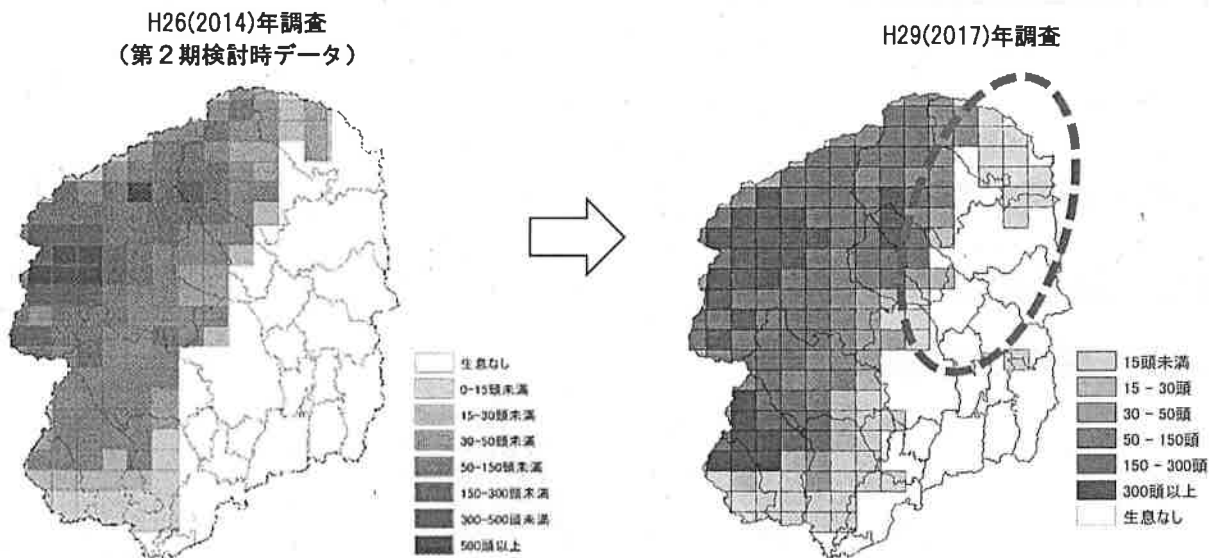 H26(2014)年調査
(第2期検討時データ)
H29(2017)年調査
生息なし
0-15頭未満
15-30頭未満
30-50頭未満
50-150頭未満
150-300頭未満
300-500頭未満
500頭以上
15頭未満
15 - 30頭
30 - 50頭
50 - 150頭
150 - 300頭
300頭以上
生息なし